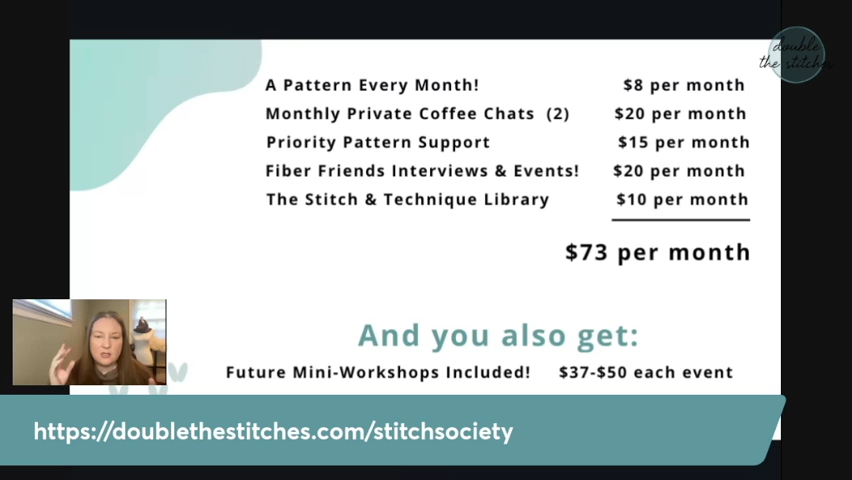 double
the stitches
A Pattern Every Month! $8 per month
Monthly Private Coffee Chats (2) $20 per month
Priority Pattern Support $15 per month
Fiber Friends Interviews & Events! $20 per month
The Stitch & Technique Library $10 per month
$73 per month
And you also get:
Future Mini-Workshops Included! $37-$50 each event
https://doublethestitches.com/stitchsociety